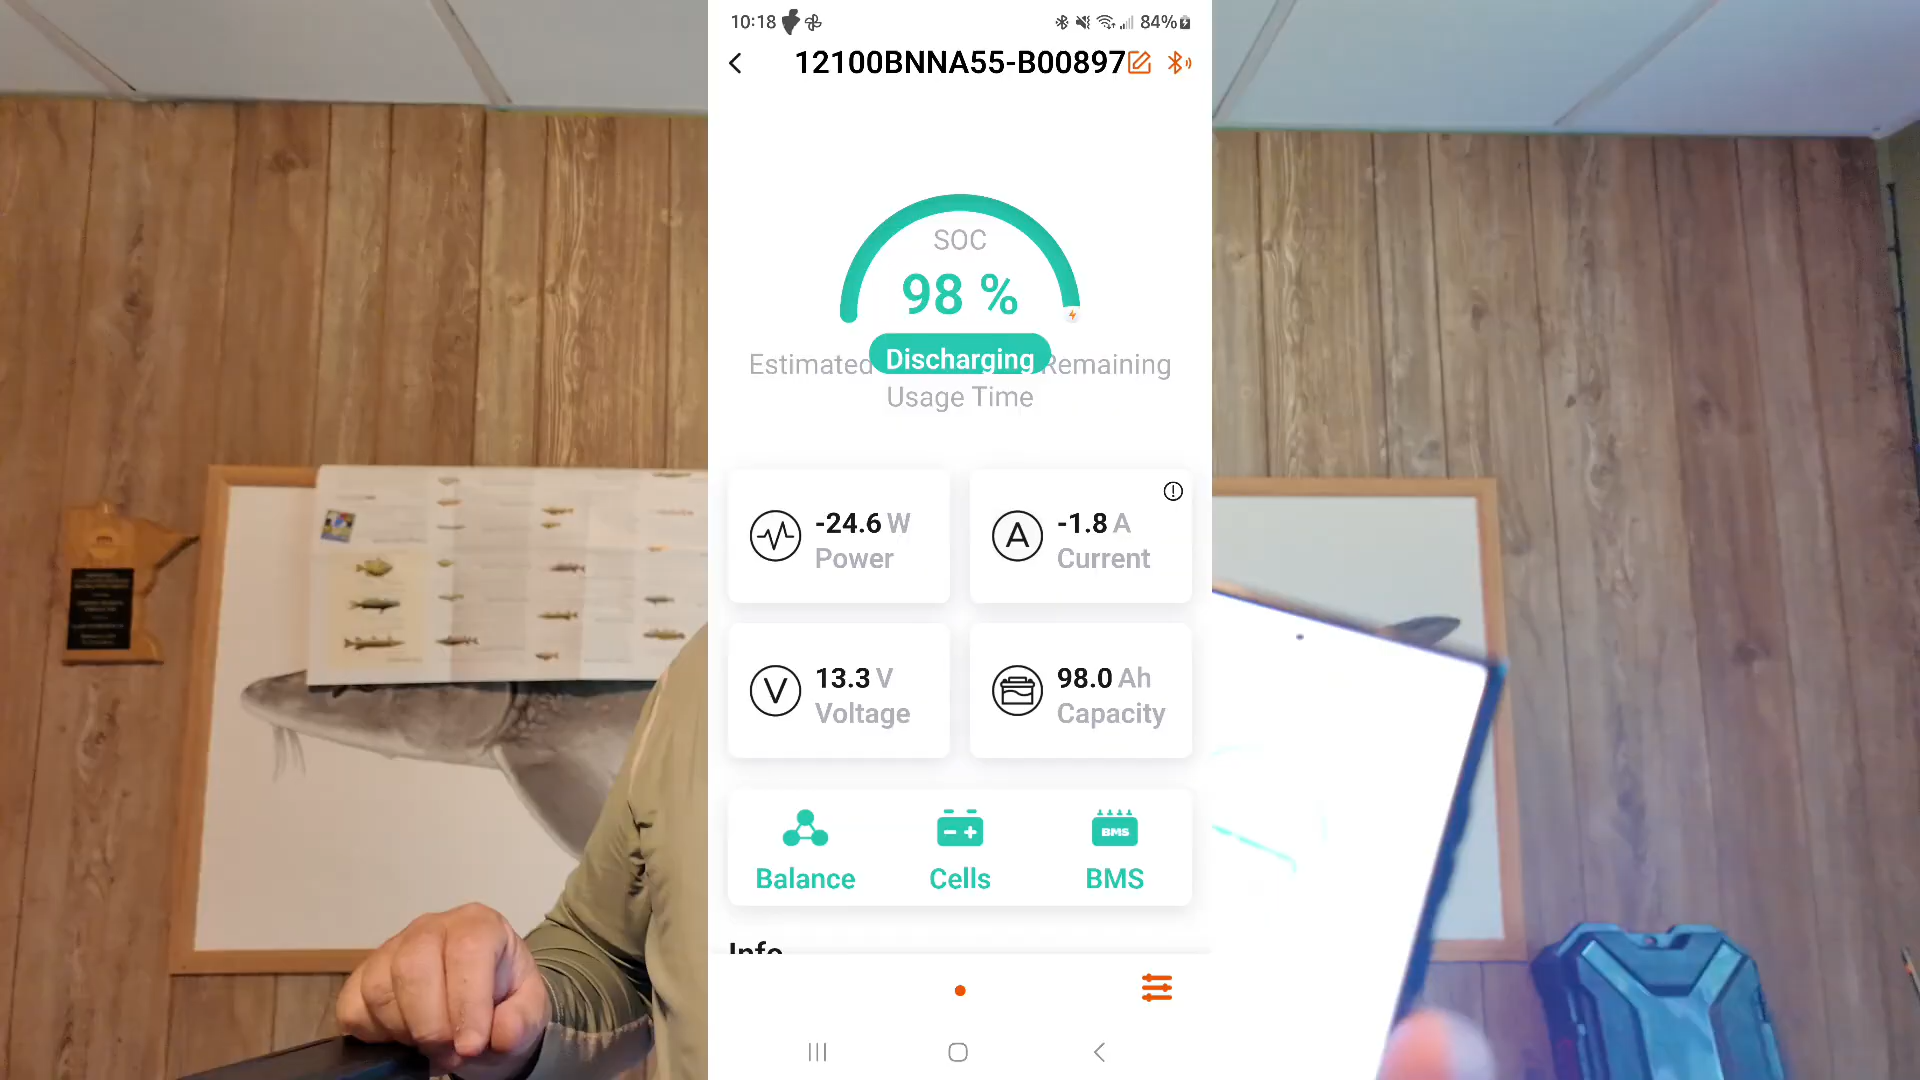 10:18
84%
12100BNNA55-B00897
SOC
98 %
Discharging
Estimated Remaining
Usage Time
-24.6 W
Power
-1.8 A
Current
13.3 V
Voltage
98.0 Ah
Capacity
BMS
Balance
Cells
BMS
Info